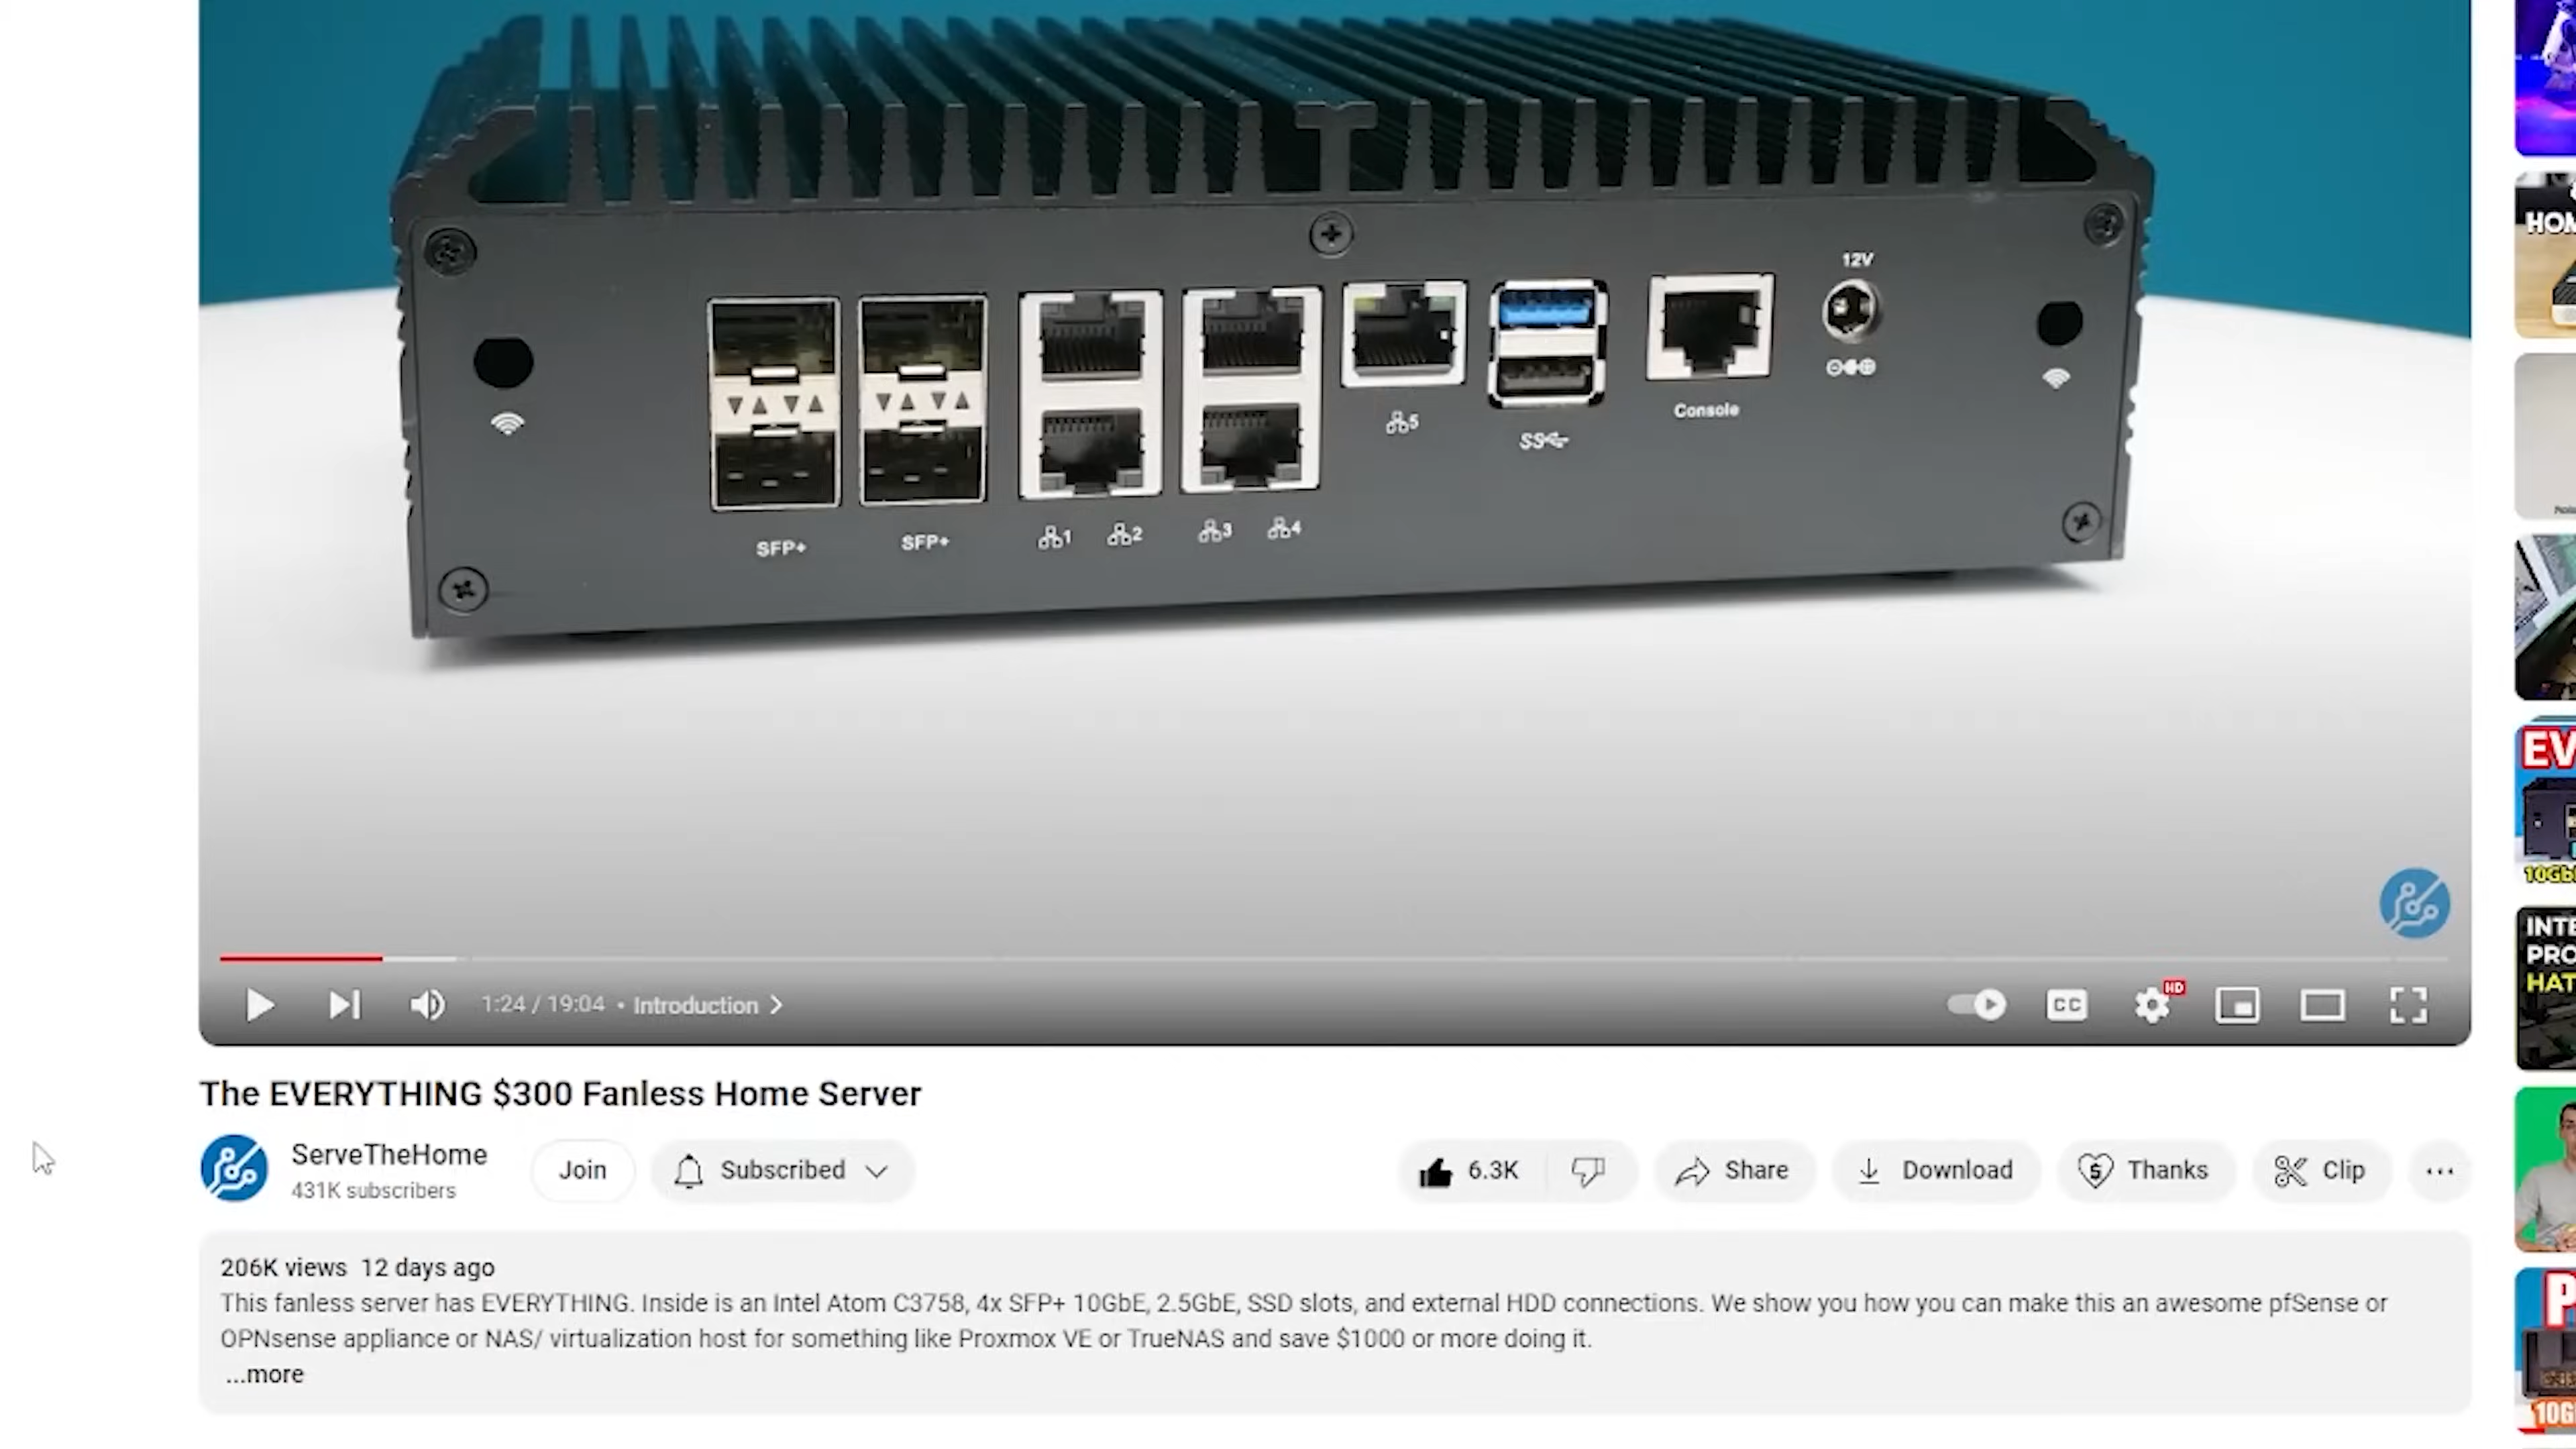 12V
Console
SS
5
SFP+ SFP+ 1 2 3 4
1:24 / 19:04 • Introduction
CC
HD
The EVERYTHING $300 Fanless Home Server
ServeTheHome
431K subscribers
Join
Subscribed
6.3K
Share
Download
Thanks
Clip
206K views 12 days ago
This fanless server has EVERYTHING. Inside is an Intel Atom C3758, 4x SFP+ 10GbE, 2.5GbE, SSD slots, and external HDD connections. We show you how you can make this an awesome pfSense or
OPNsense appliance or NAS/ virtualization host for something like Proxmox VE or TrueNAS and save $1000 or more doing it.
...more